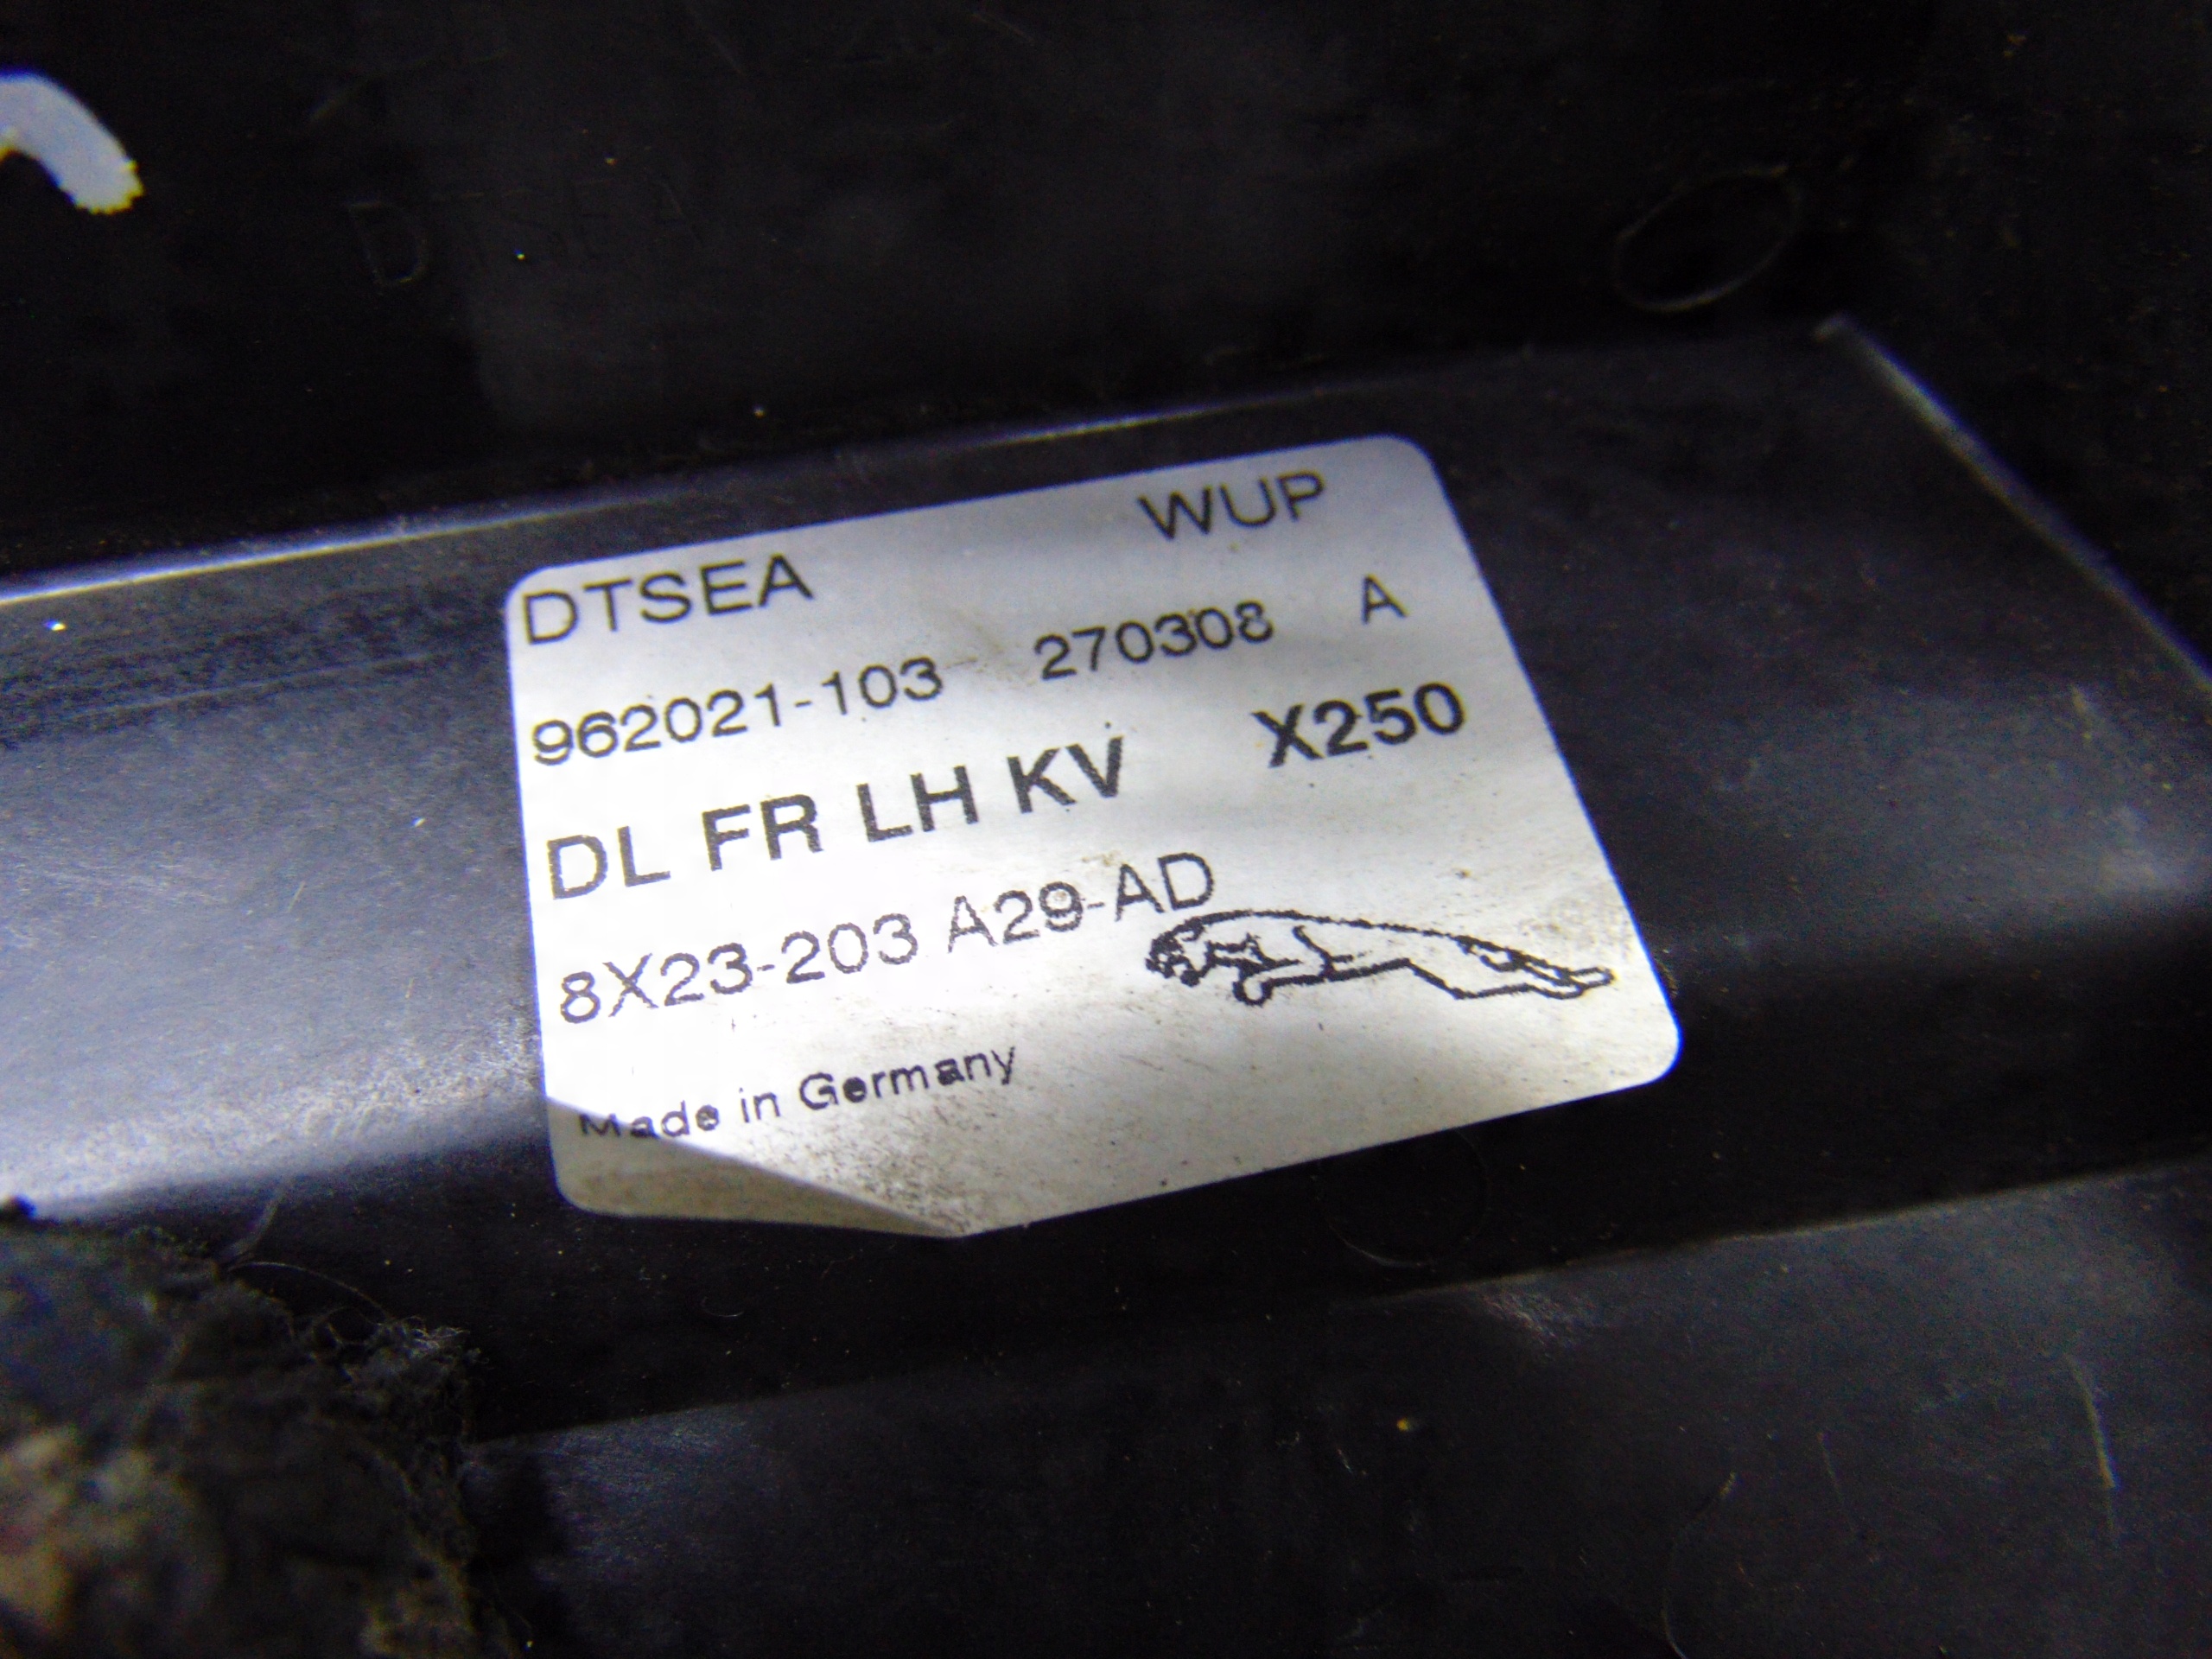 DTSEA WUP
962021-103 270308 A
DL FR LH KV X250
8X23-203 A29-AD
Made in Germany